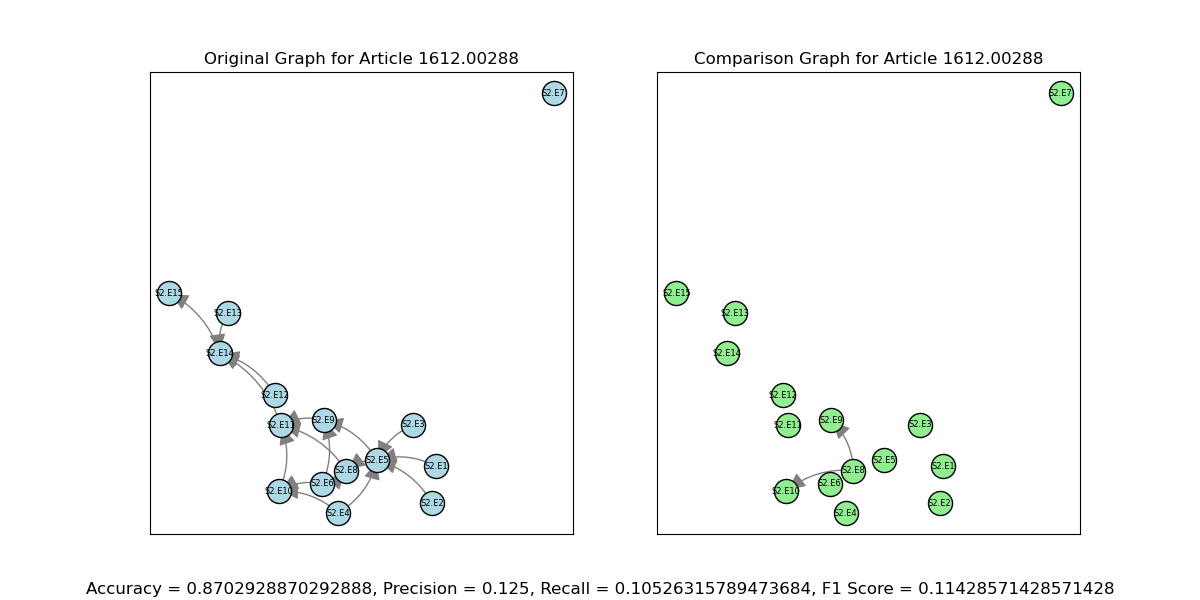 Original Graph for Article 1612.00288
Comparison Graph for Article 1612.00288
S2.E7
S2.E7
S2.E15
S2.E13
S2.E14
S2.E12
S2.E11
S2.E9
S2.E3
S2.E5
S2.E1
S2.E8
S2.E6
S2.E10
S2.E2
S2.E4
S2.E15
S2.E13
S2.E14
S2.E12
S2.E11
S2.E9
S2.E3
S2.E5
S2.E1
S2.E8
S2.E6
S2.E10
S2.E2
S2.E4
Accuracy = 0.8702928870292888, Precision = 0.125, Recall = 0.10526315789473684, F1 Score = 0.11428571428571428